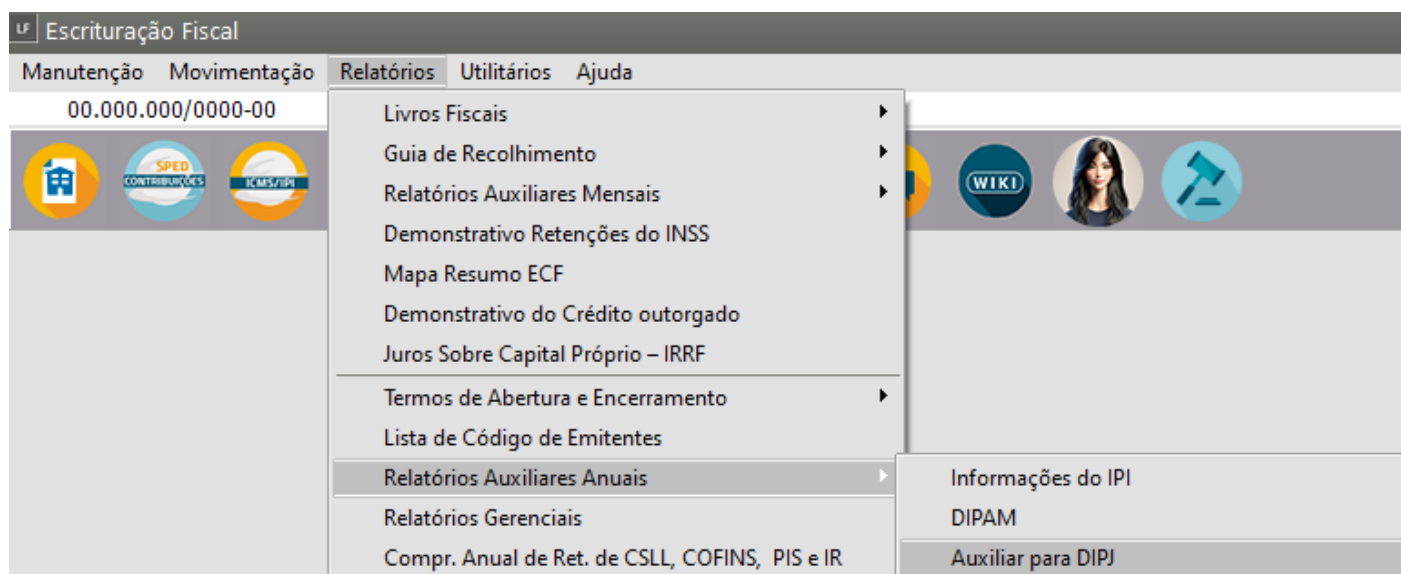 LF Escrituração Fiscal
Manutenção Movimentação Relatórios Utilitários Ajuda
00.000.000/0000-00
SPED
CONTRIBUIÇÕES
ICMS/IPI
WIKI
Livros Fiscais
Guia de Recolhimento
Relatórios Auxiliares Mensais
Demonstrativo Retenções do INSS
Mapa Resumo ECF
Demonstrativo do Crédito outorgado
Juros Sobre Capital Próprio – IRRF
Termos de Abertura e Encerramento
Lista de Código de Emitentes
Relatórios Auxiliares Anuais
Relatórios Gerenciais
Compr. Anual de Ret. de CSLL, COFINS, PIS e IR
Informações do IPI
DIPAM
Auxiliar para DIPJ